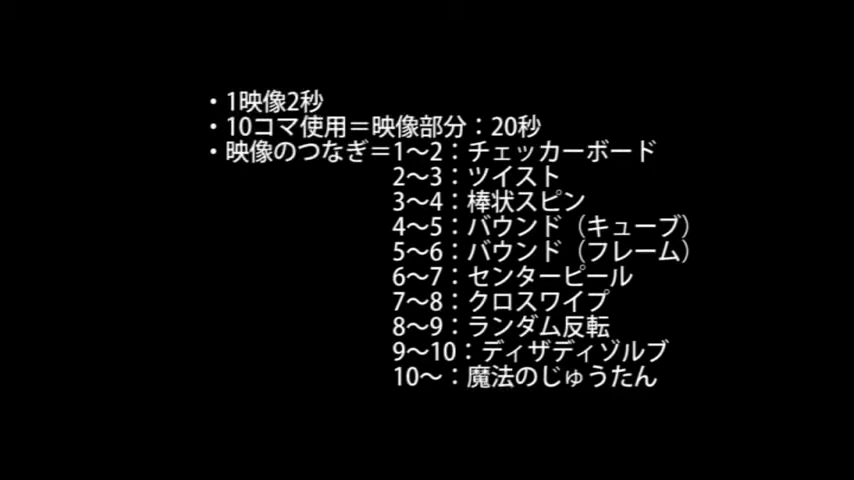 ・1映像2秒
・10コマ使用＝映像部分：20秒
・映像のつなぎ＝1～2：チェッカーボード
2～3：ツイスト
3～4：棒状スピン
4～5：バウンド（キューブ）
5～6：バウンド（フレーム）
6～7：センターピール
7～8：クロスワイプ
8～9：ランダム反転
9～10：ディザディゾルブ
10～：魔法のじゅうたん